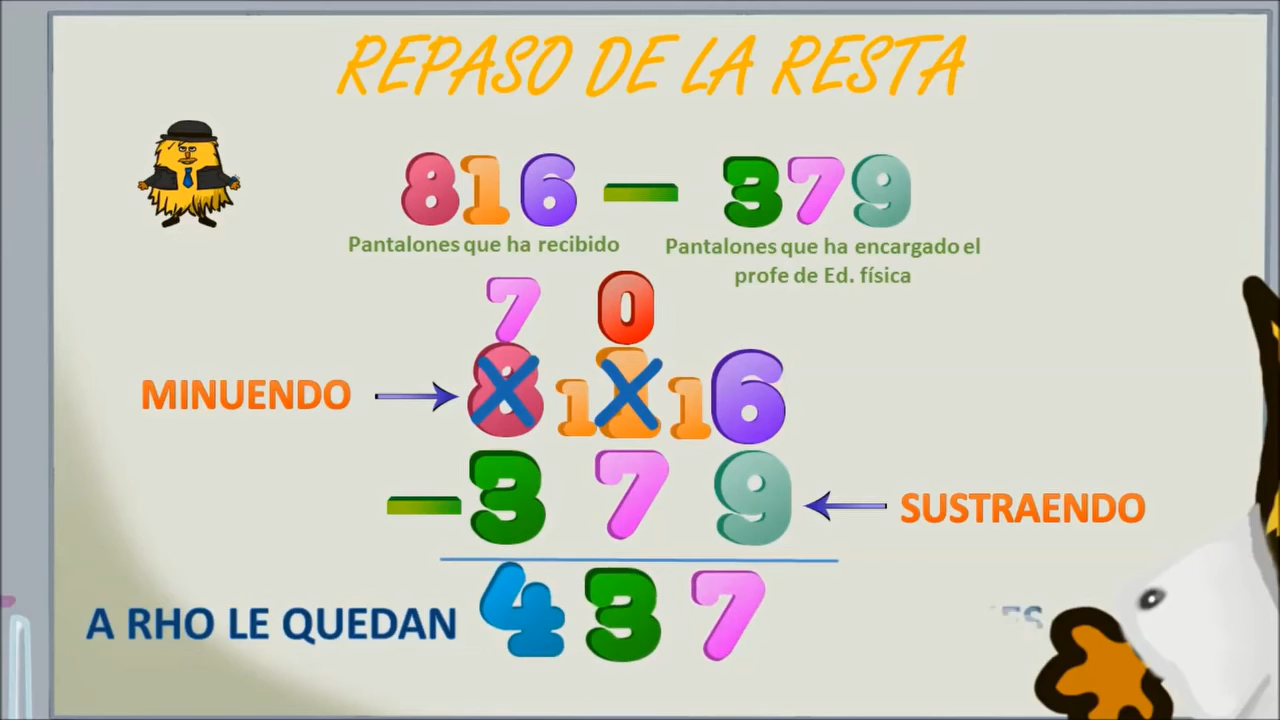 REPASO DE LA RESTA
816 − 379
Pantalones que ha recibido
Pantalones que ha encargado el
profe de Ed. física
7 0
MINUENDO 8 1 1 1 6
− 3 7 9 SUSTRAENDO
A RHO LE QUEDAN 4 3 7